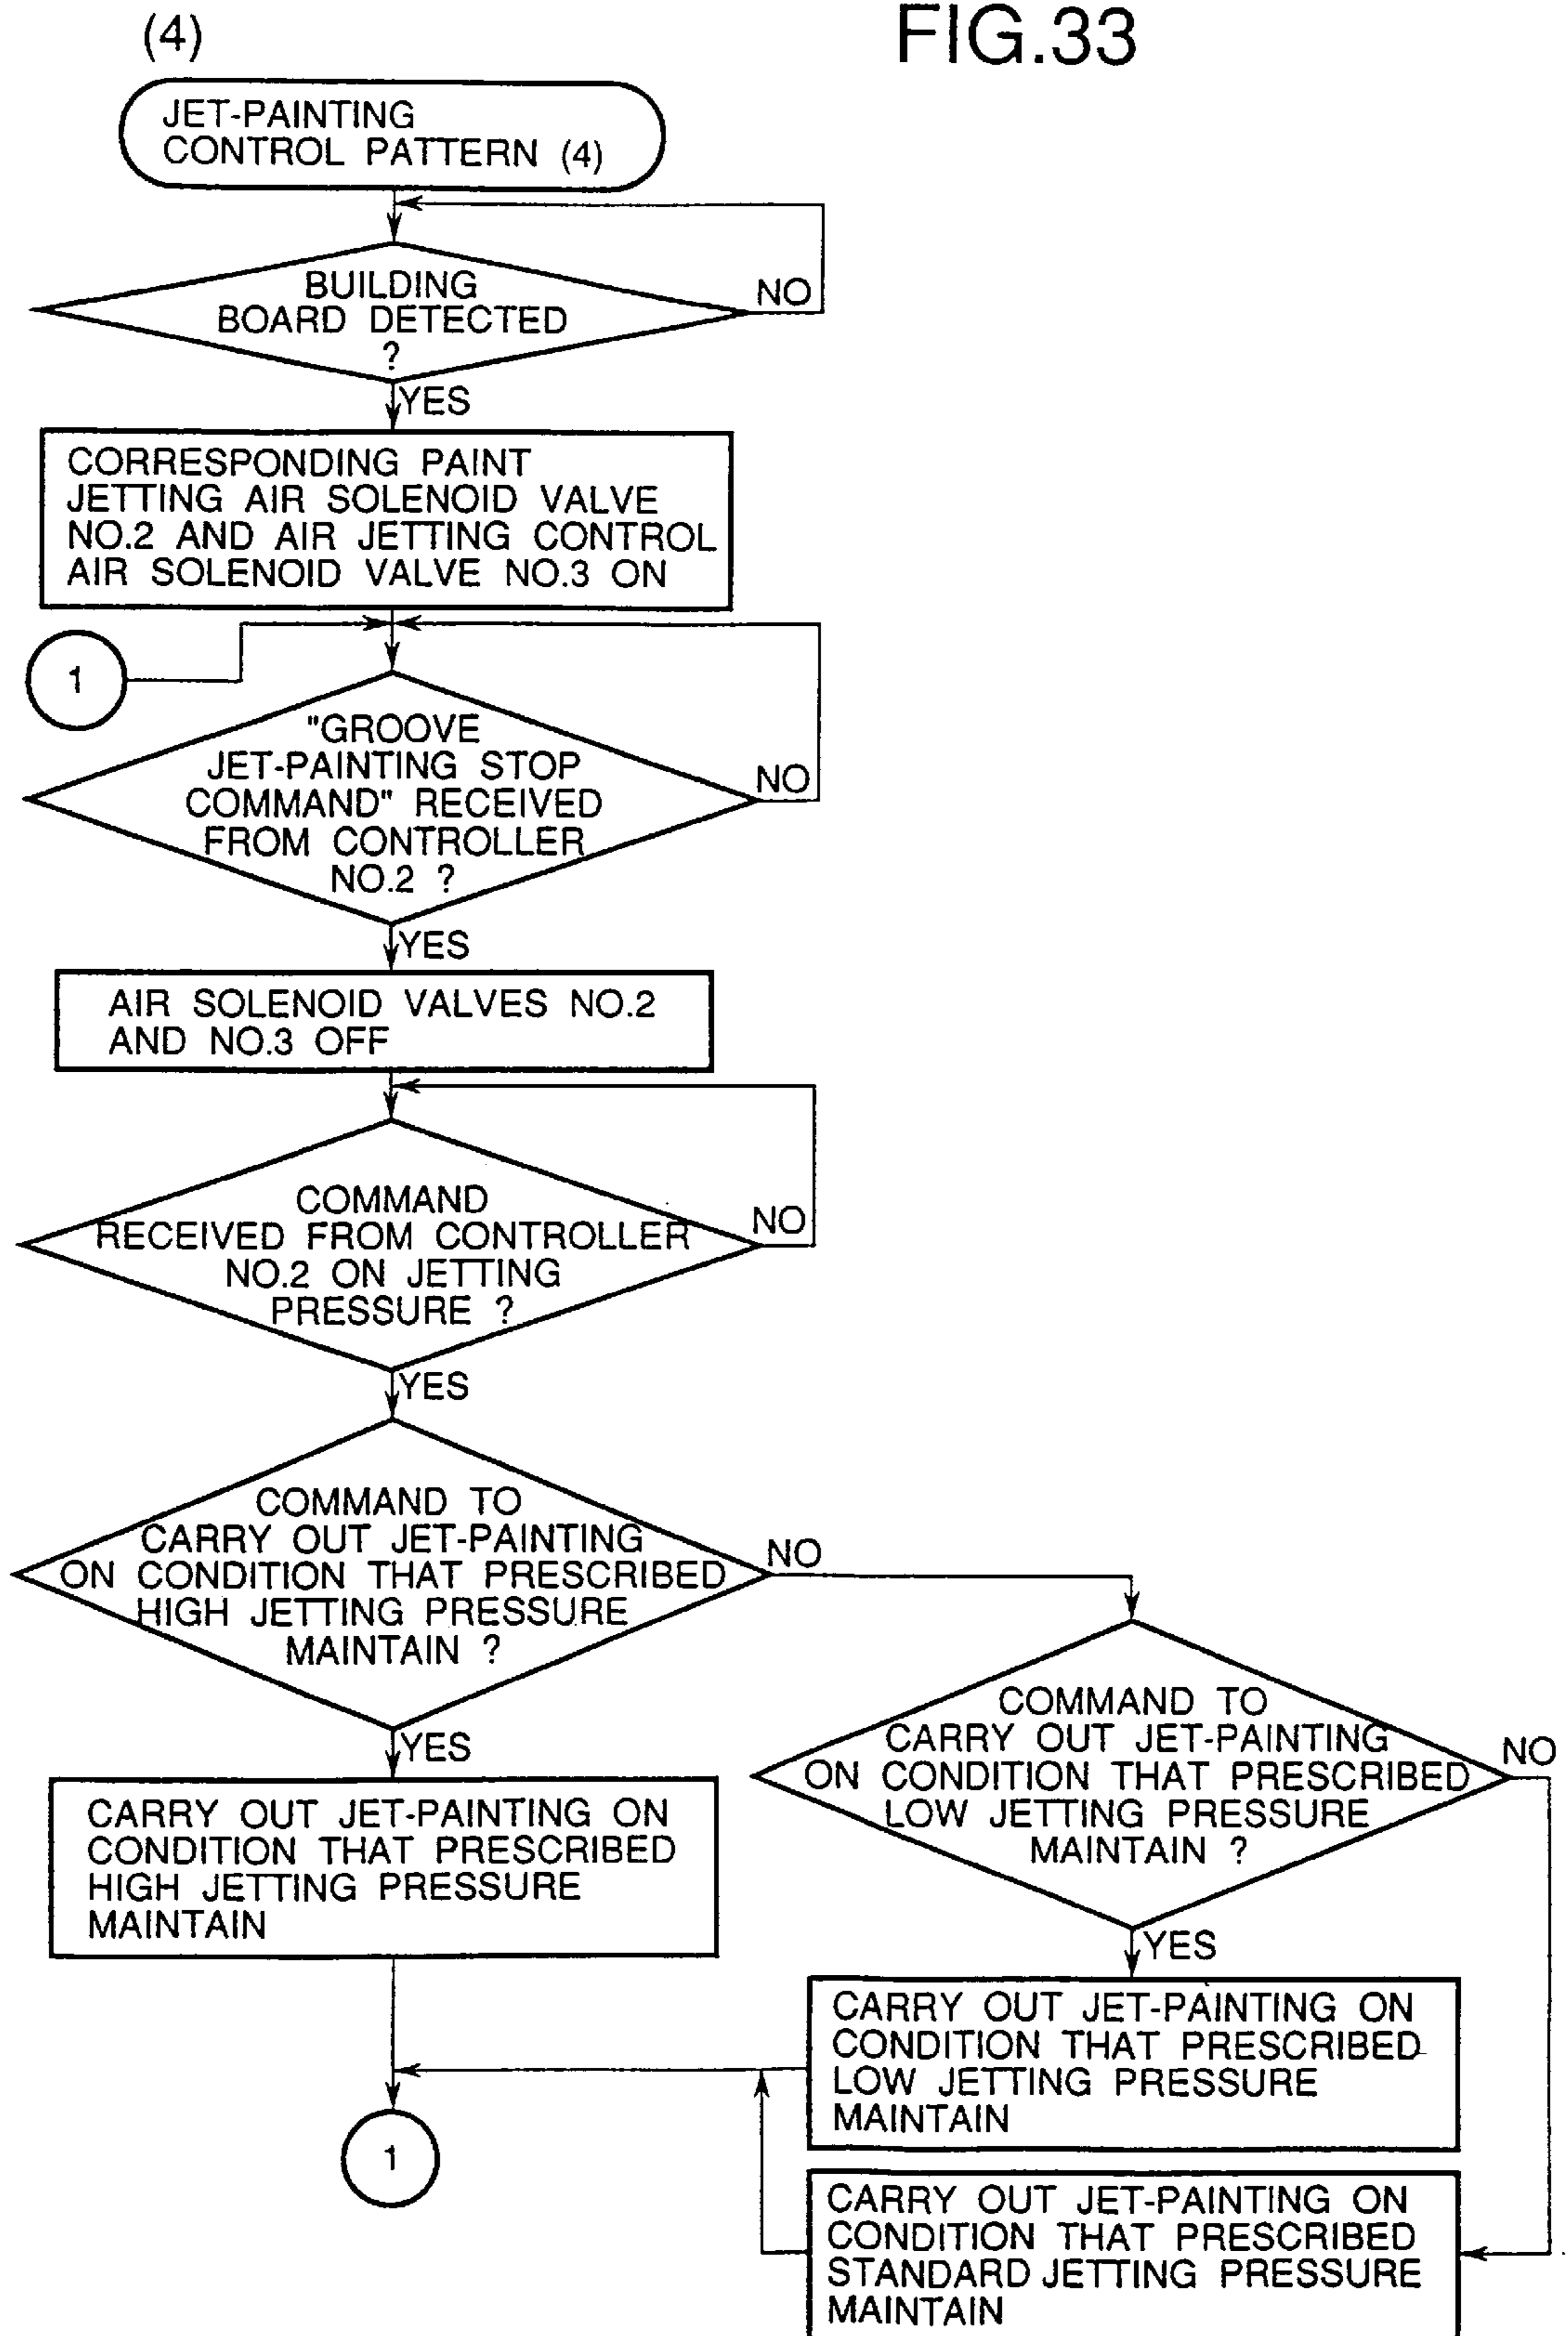 (4)
FIG.33
JET-PAINTING
CONTROL PATTERN (4)
BUILDING
BOARD DETECTED
?
NO
YES
CORRESPONDING PAINT
JETTING AIR SOLENOID VALVE
NO.2 AND AIR JETTING CONTROL
AIR SOLENOID VALVE NO.3 ON
1
"GROOVE
JET-PAINTING STOP
COMMAND" RECEIVED
FROM CONTROLLER
NO.2 ?
NO
YES
AIR SOLENOID VALVES NO.2
AND NO.3 OFF
COMMAND
RECEIVED FROM CONTROLLER
NO.2 ON JETTING
PRESSURE ?
NO
YES
COMMAND TO
CARRY OUT JET-PAINTING
ON CONDITION THAT PRESCRIBED
HIGH JETTING PRESSURE
MAINTAIN ?
NO
YES
CARRY OUT JET-PAINTING ON
CONDITION THAT PRESCRIBED
HIGH JETTING PRESSURE
MAINTAIN
COMMAND TO
CARRY OUT JET-PAINTING
ON CONDITION THAT PRESCRIBED
LOW JETTING PRESSURE
MAINTAIN ?
NO
YES
CARRY OUT JET-PAINTING ON
CONDITION THAT PRESCRIBED
LOW JETTING PRESSURE
MAINTAIN
1
CARRY OUT JET-PAINTING ON
CONDITION THAT PRESCRIBED
STANDARD JETTING PRESSURE
MAINTAIN